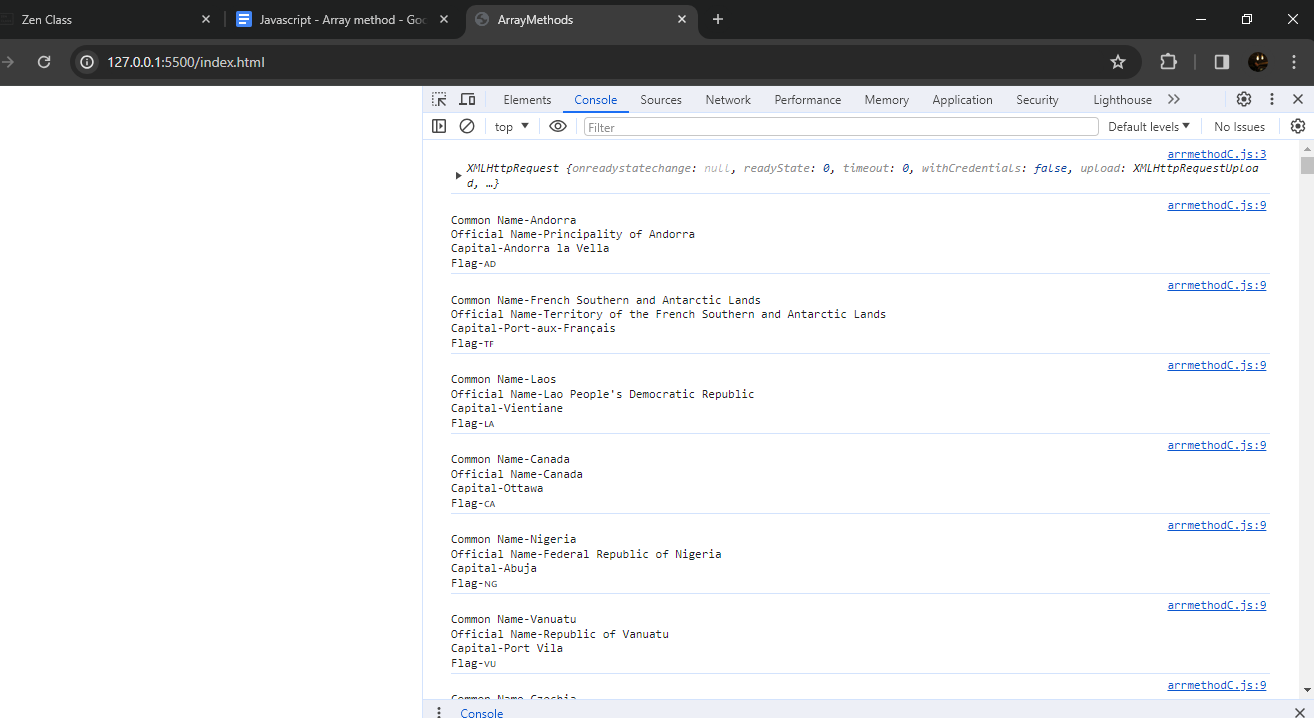 Zen Class
Javascript - Array method - Goo
ArrayMethods
127.0.0.1:5500/index.html
Elements Console Sources Network Performance Memory Application Security Lighthouse
top Filter Default levels No Issues
arrmethodC.js:3
XMLHttpRequest {onreadystatechange: null, readyState: 0, timeout: 0, withCredentials: false, upload: XMLHttpRequestUploa
d, …}
arrmethodC.js:9
Common Name-Andorra
Official Name-Principality of Andorra
Capital-Andorra la Vella
Flag-AD
arrmethodC.js:9
Common Name-French Southern and Antarctic Lands
Official Name-Territory of the French Southern and Antarctic Lands
Capital-Port-aux-Français
Flag-TF
arrmethodC.js:9
Common Name-Laos
Official Name-Lao People's Democratic Republic
Capital-Vientiane
Flag-LA
arrmethodC.js:9
Common Name-Canada
Official Name-Canada
Capital-Ottawa
Flag-CA
arrmethodC.js:9
Common Name-Nigeria
Official Name-Federal Republic of Nigeria
Capital-Abuja
Flag-NG
arrmethodC.js:9
Common Name-Vanuatu
Official Name-Republic of Vanuatu
Capital-Port Vila
Flag-VU
arrmethodC.js:9
Common Name-Czechia
Console